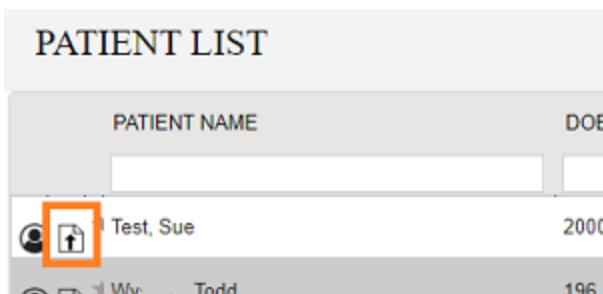 PATIENT LIST
PATIENT NAME DOB
Test, Sue 2000
Todd 196